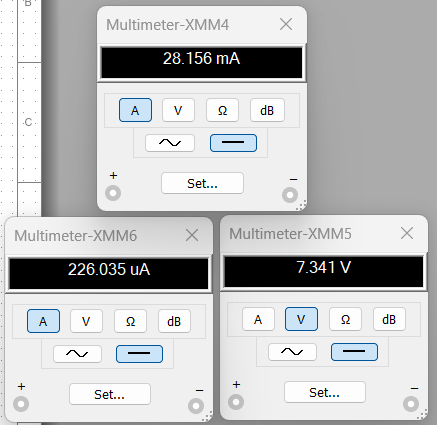 B
Multimeter-XMM4
28.156 mA
A V Ω dB
C
+ −
Set...
Multimeter-XMM6
226.035 uA
A V Ω dB
+ −
Set...
Multimeter-XMM5
7.341 V
A V Ω dB
+ −
Set...